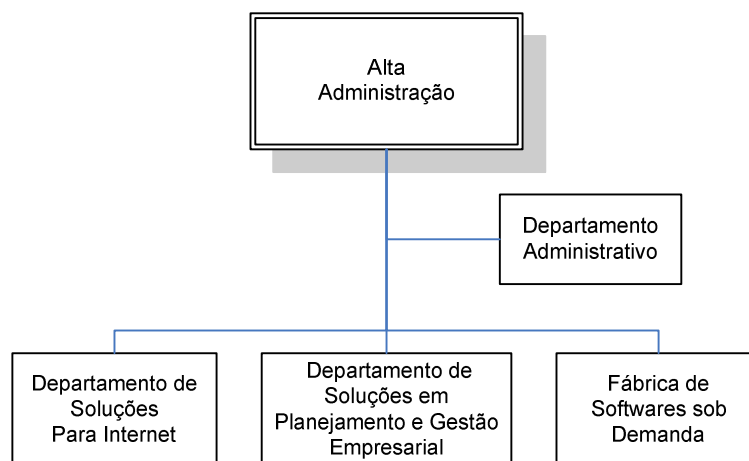 Alta
Administração
Departamento
Administrativo
Departamento de
Soluções
Para Internet
Departamento de
Soluções em
Planejamento e Gestão
Empresarial
Fábrica de
Softwares sob
Demanda